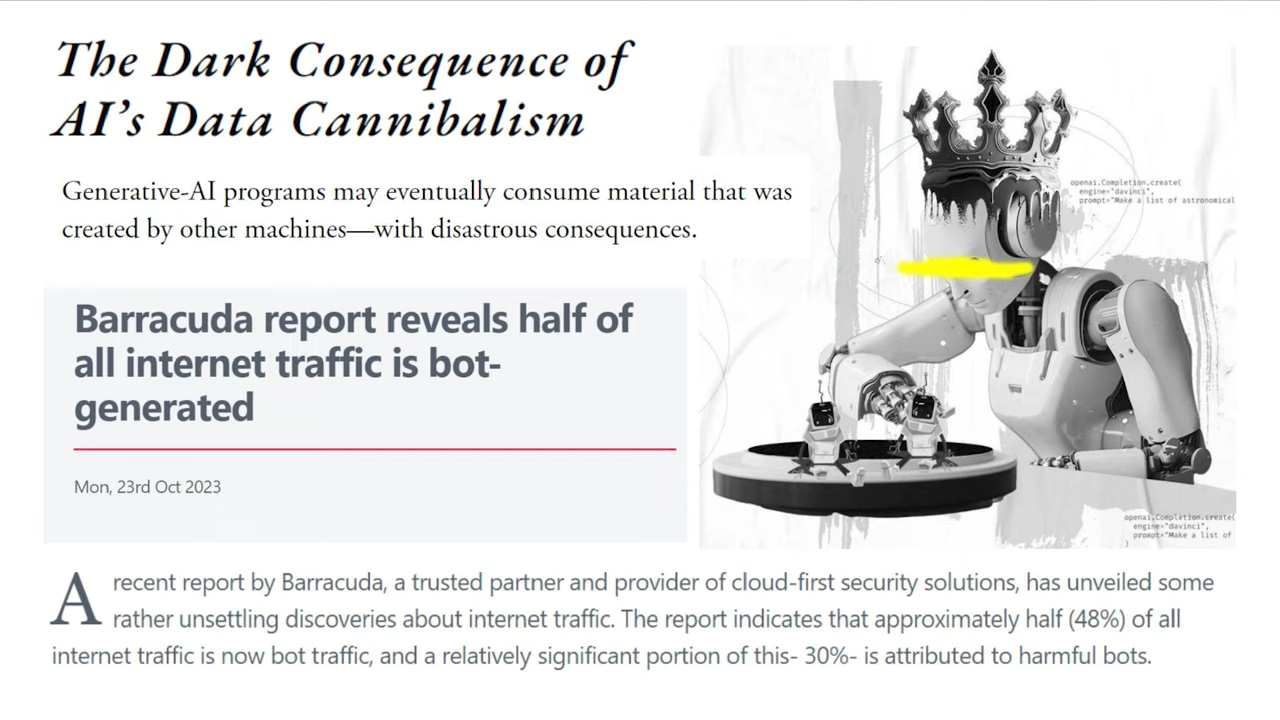 The Dark Consequence of
AI's Data Cannibalism
Generative-AI programs may eventually consume material that was
created by other machines—with disastrous consequences.
openai.Completion.create(
engine="davinci",
prompt="Make a list of astronomical
Barracuda report reveals half of
all internet traffic is bot-
generated
Mon, 23rd Oct 2023
openai.Completion.create(
engine="davinci",
prompt="Make a list of
)
A recent report by Barracuda, a trusted partner and provider of cloud-first security solutions, has unveiled some
rather unsettling discoveries about internet traffic. The report indicates that approximately half (48%) of all
internet traffic is now bot traffic, and a relatively significant portion of this- 30%- is attributed to harmful bots.